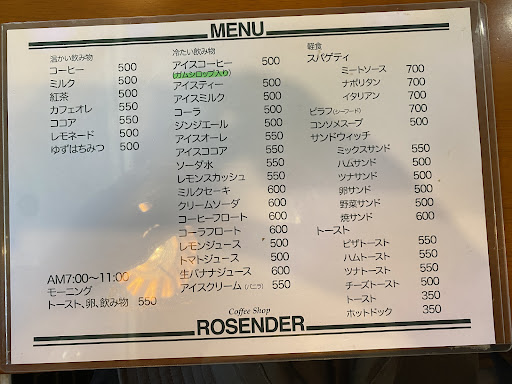 MENU
温かい飲み物
コーヒー 500
ミルク 500
紅茶 500
カフェオレ 550
ココア 550
レモネード 500
ゆずはちみつ 500
AM7:00〜11:00
モーニング
トースト、卵、飲み物 550
冷たい飲み物
アイスコーヒー 500
(ガムシロップ入り)
アイスティー 500
アイスミルク 500
コーラ 500
ジンジエール 500
アイスオーレ 550
アイスココア 550
ソーダ水 550
レモンスカッシュ 550
ミルクセーキ 600
クリームソーダ 600
コーヒーフロート 600
コーラフロート 600
レモンジュース 500
トマトジュース 500
生バナナジュース 600
アイスクリーム (バニラ) 550
軽食
スパゲティ
ミートソース 700
ナポリタン 700
イタリアン 700
ピラフ(シーフード) 700
コンソメスープ 500
サンドウィッチ
ミックスサンド 550
ハムサンド 500
ツナサンド 500
卵サンド 500
野菜サンド 500
焼サンド 600
トースト
ピザトースト 550
ハムトースト 550
ツナトースト 550
チーズトースト 500
トースト 350
ホットドック 350
Coffee Shop
ROSENDER